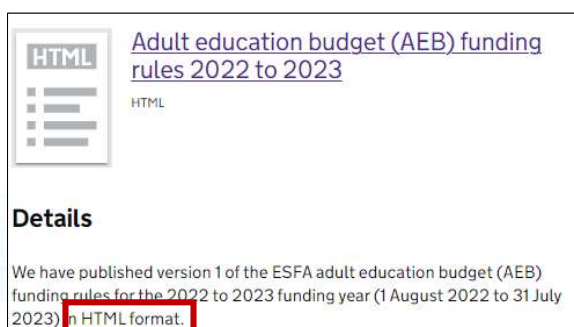 HTML
Adult education budget (AEB) funding
rules 2022 to 2023
HTML
Details
We have published version 1 of the ESFA adult education budget (AEB)
funding rules for the 2022 to 2023 funding year (1 August 2022 to 31 July
2023) in HTML format.